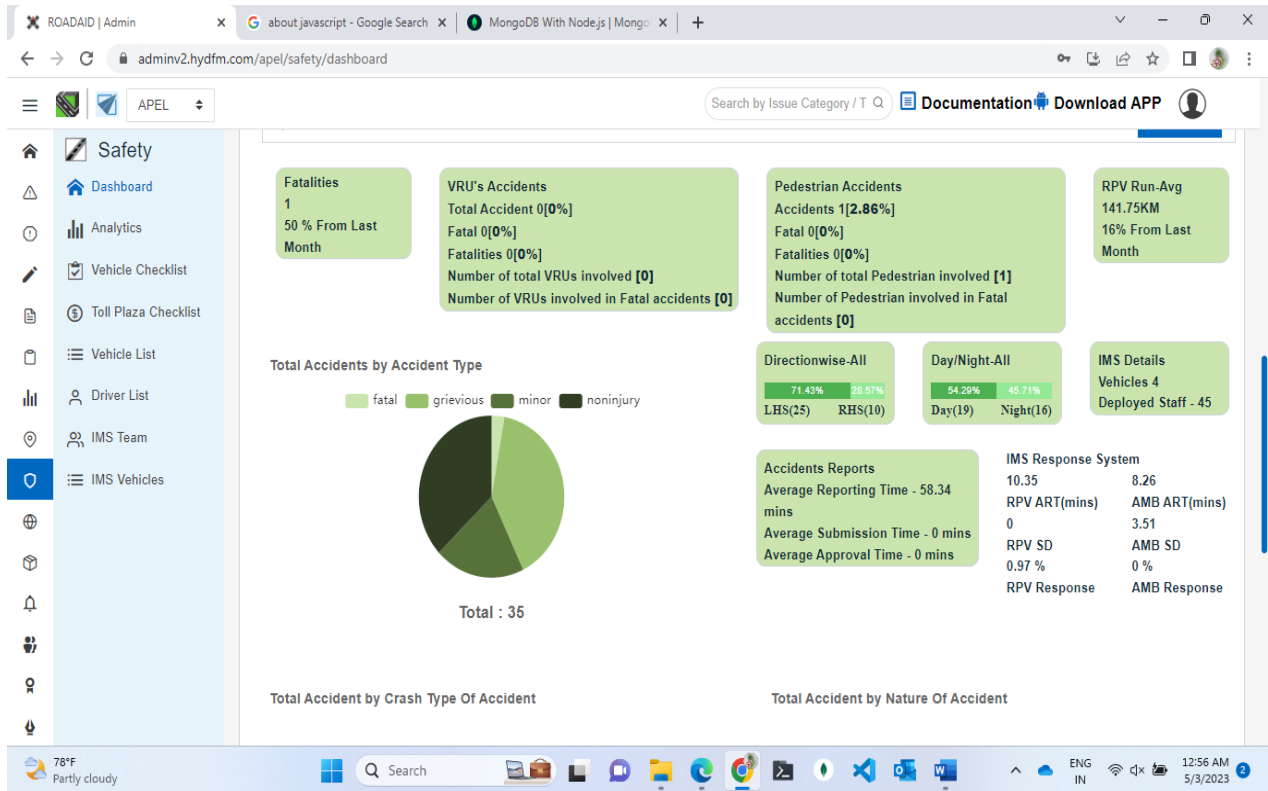 ROADAID | Admin
about javascript - Google Search
MongoDB With Node.js | Mongo
adminv2.hydfm.com/apel/safety/dashboard
APEL
Search by Issue Category / T
Documentation
Download APP
Safety
Dashboard
Analytics
Vehicle Checklist
Toll Plaza Checklist
Vehicle List
Driver List
IMS Team
IMS Vehicles
Fatalities
1
50 % From Last
Month
VRU's Accidents
Total Accident 0[0%]
Fatal 0[0%]
Fatalities 0[0%]
Number of total VRUs involved [0]
Number of VRUs involved in Fatal accidents [0]
Pedestrian Accidents
Accidents 1[2.86%]
Fatal 0[0%]
Fatalities 0[0%]
Number of total Pedestrian involved [1]
Number of Pedestrian involved in Fatal
accidents [0]
RPV Run-Avg
141.75KM
16% From Last
Month
Total Accidents by Accident Type
fatal grievious minor noninjury
Total : 35
Directionwise-All
71.43% 28.57%
LHS(25) RHS(10)
Day/Night-All
54.29% 45.71%
Day(19) Night(16)
IMS Details
Vehicles 4
Deployed Staff - 45
Accidents Reports
Average Reporting Time - 58.34
mins
Average Submission Time - 0 mins
Average Approval Time - 0 mins
IMS Response System
10.35 8.26
RPV ART(mins) AMB ART(mins)
0 3.51
RPV SD AMB SD
0.97 % 0 %
RPV Response AMB Response
Total Accident by Crash Type Of Accident
Total Accident by Nature Of Accident
78°F
Partly cloudy
Search
ENG
IN
12:56 AM
5/3/2023
2